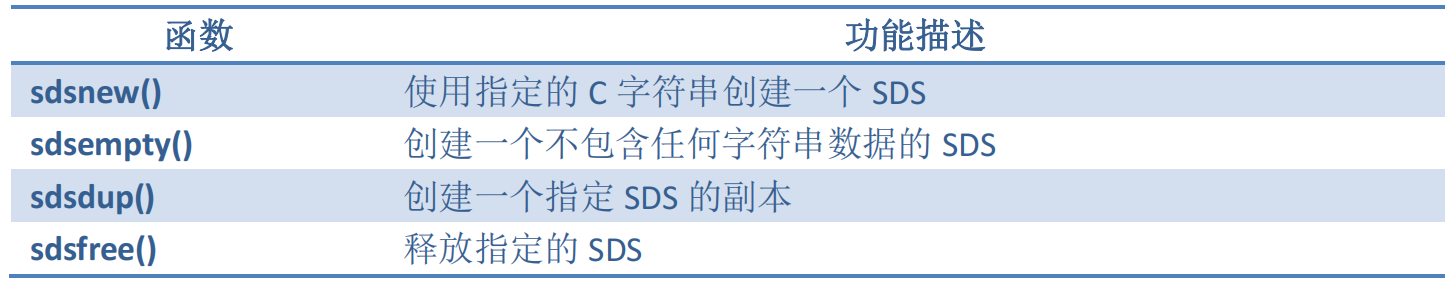 函数 功能描述
sdsnew() 使用指定的 C 字符串创建一个 SDS
sdsempty() 创建一个不包含任何字符串数据的 SDS
sdsdup() 创建一个指定 SDS 的副本
sdsfree() 释放指定的 SDS